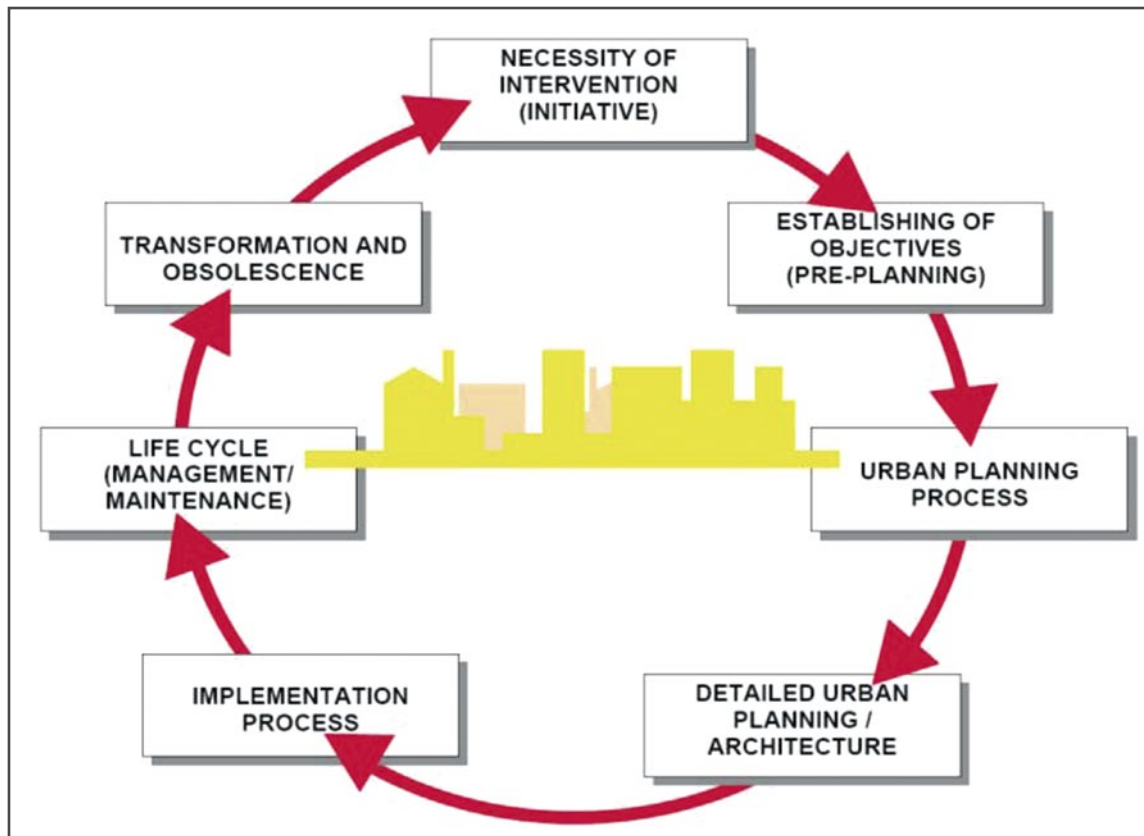 NECESSITY OF
INTERVENTION
(INITIATIVE)
ESTABLISHING OF
OBJECTIVES
(PRE-PLANNING)
URBAN PLANNING
PROCESS
DETAILED URBAN
PLANNING /
ARCHITECTURE
IMPLEMENTATION
PROCESS
LIFE CYCLE
(MANAGEMENT/
MAINTENANCE)
TRANSFORMATION AND
OBSOLESCENCE